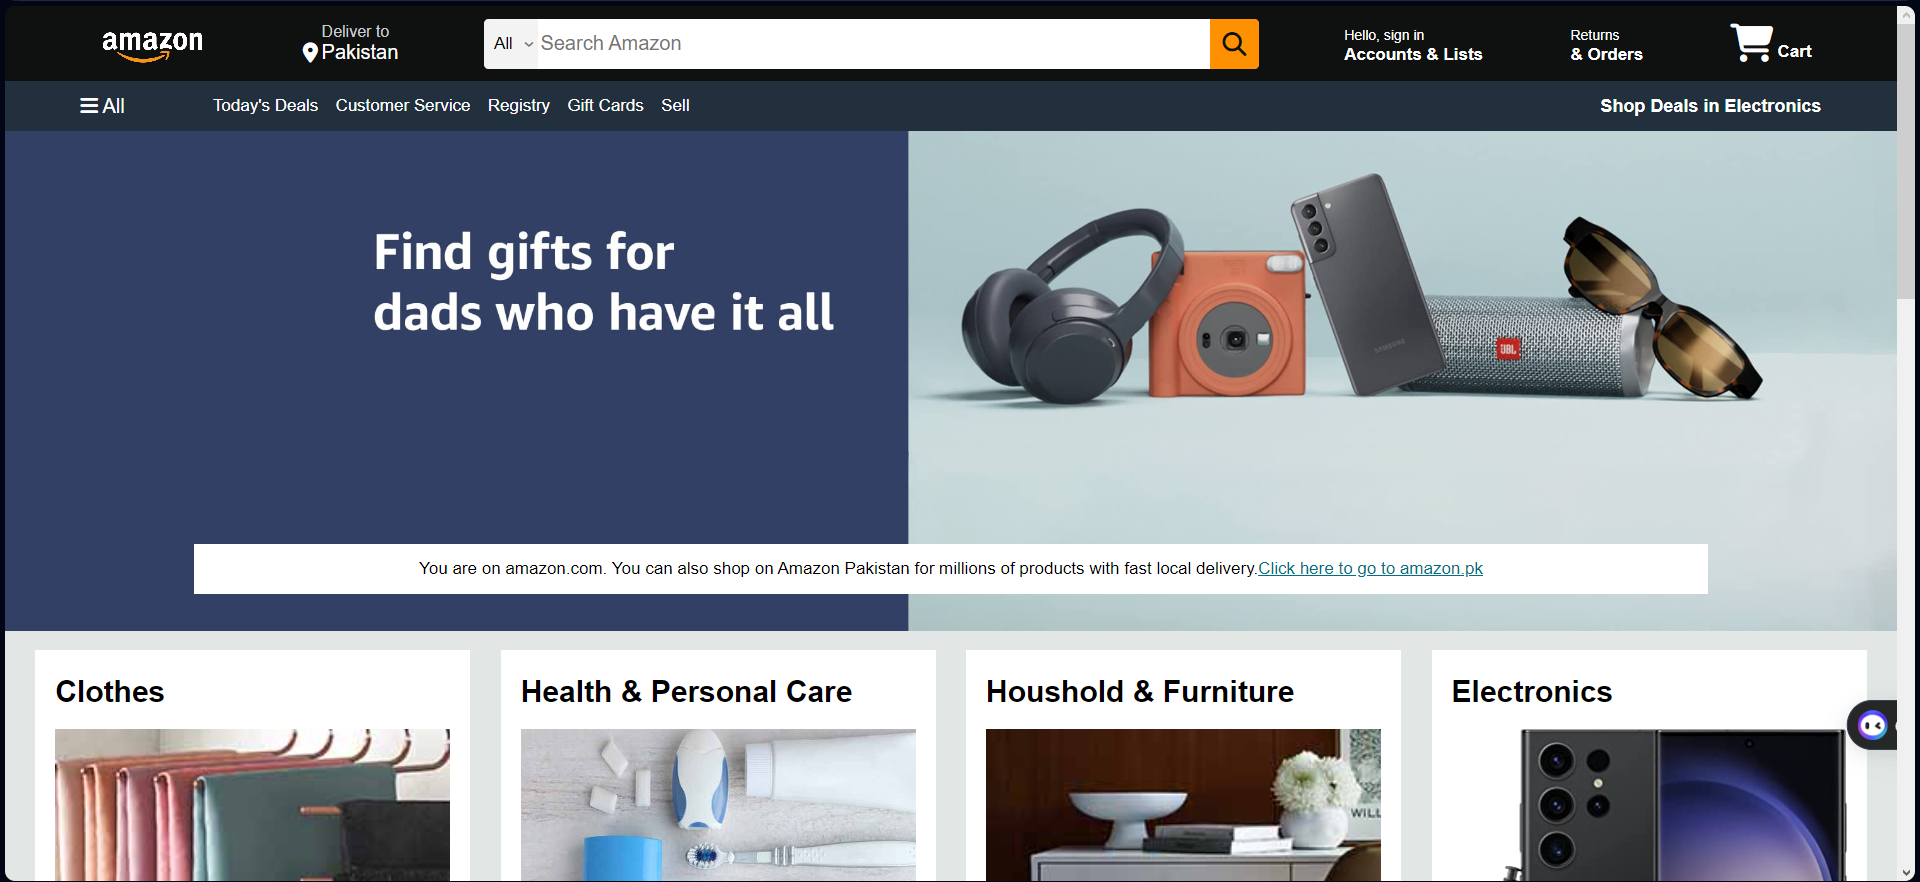 amazon
Deliver to
Pakistan
All
Search Amazon
Hello, sign in
Accounts & Lists
Returns
& Orders
Cart
All
Today's Deals
Customer Service
Registry
Gift Cards
Sell
Shop Deals in Electronics
Find gifts for
dads who have it all
SAMSUNG
JBL
You are on amazon.com. You can also shop on Amazon Pakistan for millions of products with fast local delivery.Click here to go to amazon.pk
Clothes
Health & Personal Care
Houshold & Furniture
Electronics
WILL